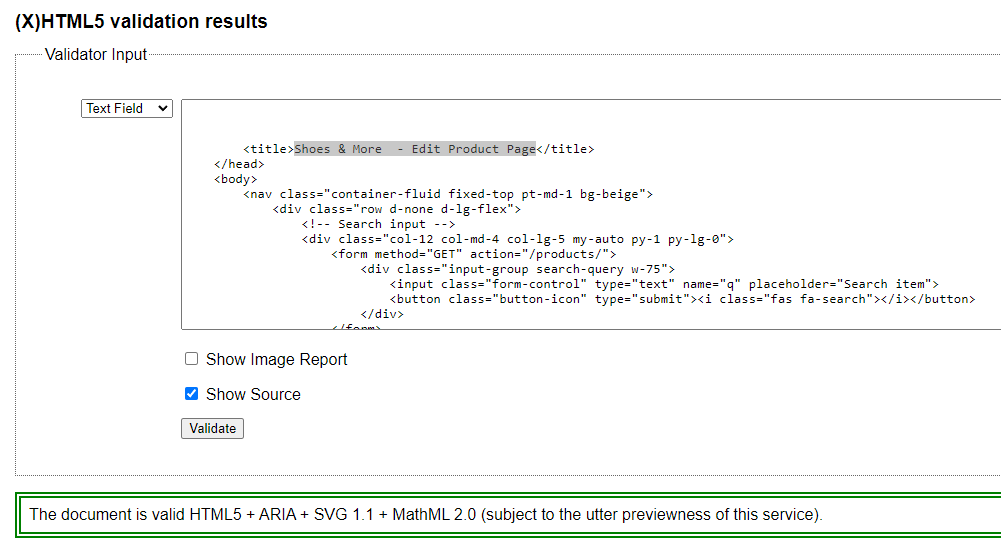 (X)HTML5 validation results
Validator Input
Text Field
<title>Shoes & More  - Edit Product Page</title>
</head>
<body>
<nav class="container-fluid fixed-top pt-md-1 bg-beige">
<div class="row d-none d-lg-flex">
<!-- Search input -->
<div class="col-12 col-md-4 col-lg-5 my-auto py-1 py-lg-0">
<form method="GET" action="/products/">
<div class="input-group search-query w-75">
<input class="form-control" type="text" name="q" placeholder="Search item">
<button class="button-icon" type="submit"><i class="fas fa-search"></i></button>
</div>
</form>
Show Image Report
Show Source
Validate
The document is valid HTML5 + ARIA + SVG 1.1 + MathML 2.0 (subject to the utter previewness of this service).